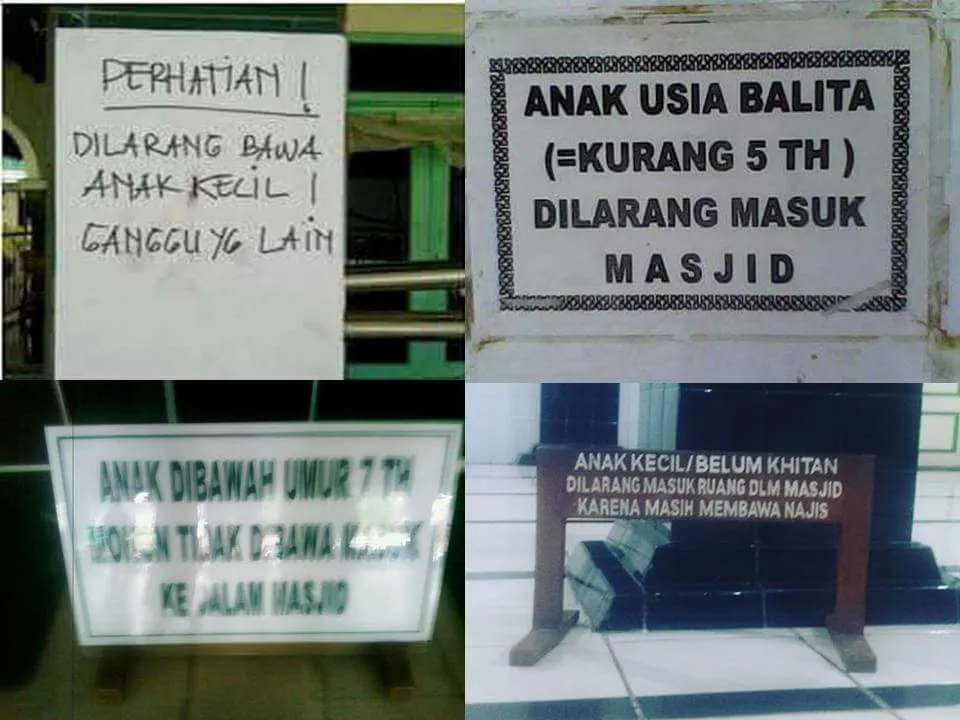 PERHATIAN !
DILARANG BAWA
ANAK KECIL !
GANGGU YG LAIN
ANAK USIA BALITA
(=KURANG 5 TH )
DILARANG MASUK
MASJID
ANAK DIBAWAH UMUR 7 TH
MOHON TIDAK DIBAWA MASUK
KE DALAM MASJID
ANAK KECIL/BELUM KHITAN
DILARANG MASUK RUANG DLM MASJID
KARENA MASIH MEMBAWA NAJIS